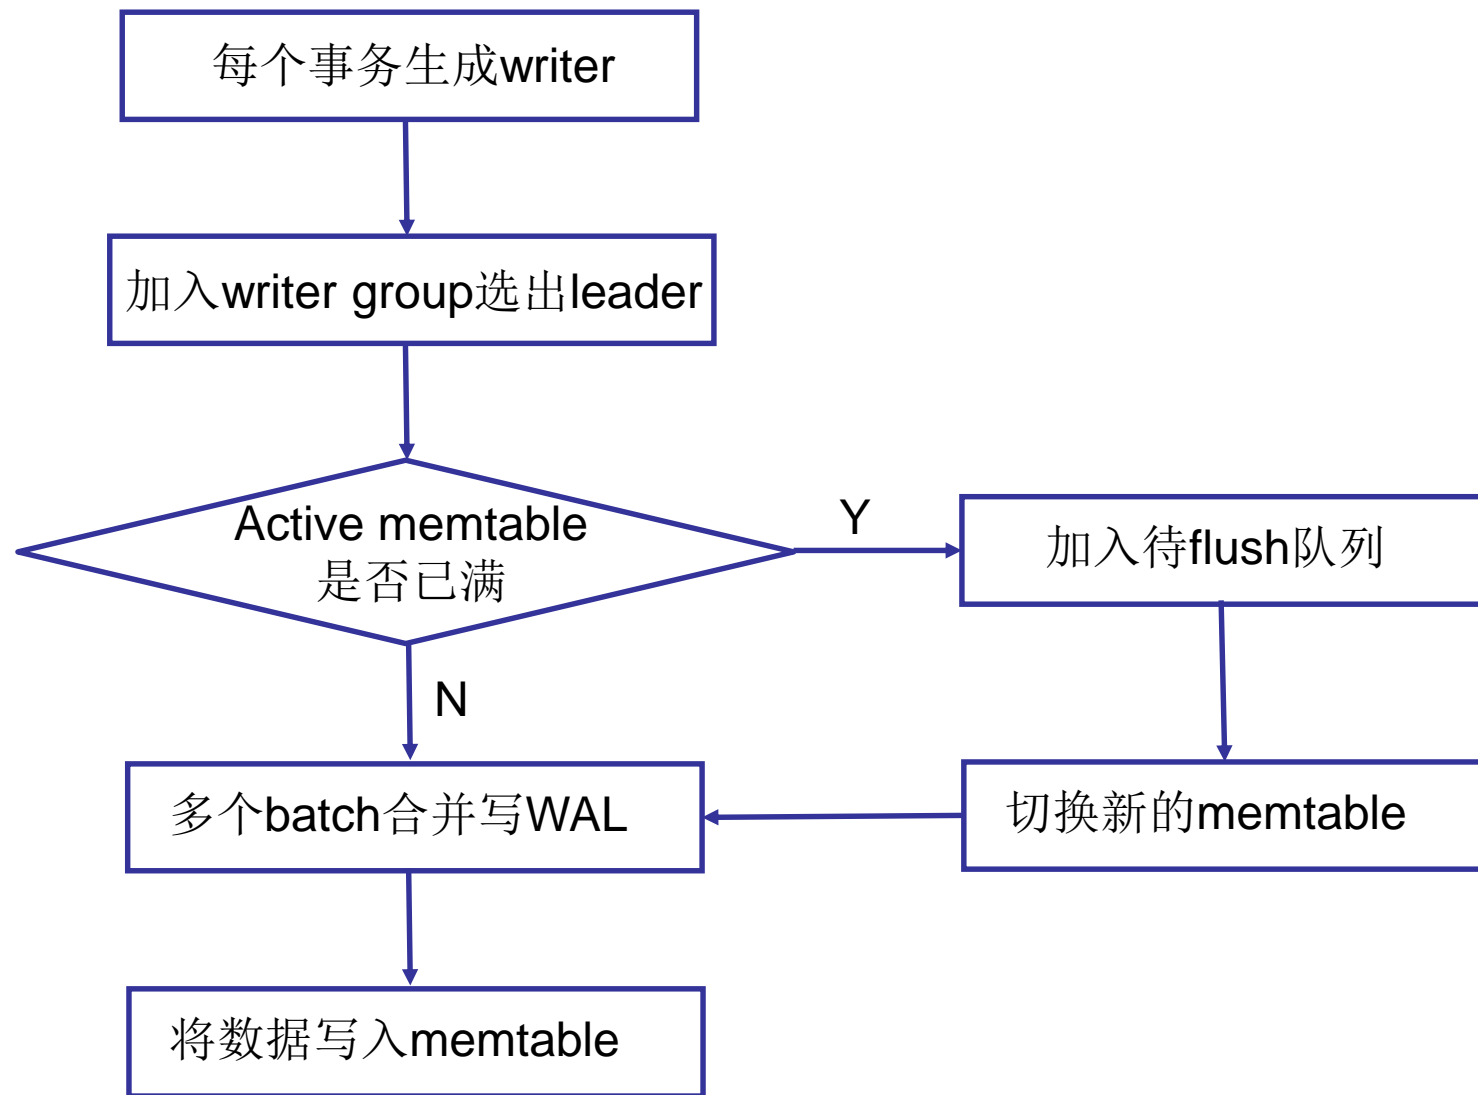 每个事务生成writer
加入writer group选出leader
Active memtable
是否已满
Y
加入待flush队列
N
多个batch合并写WAL
切换新的memtable
将数据写入memtable